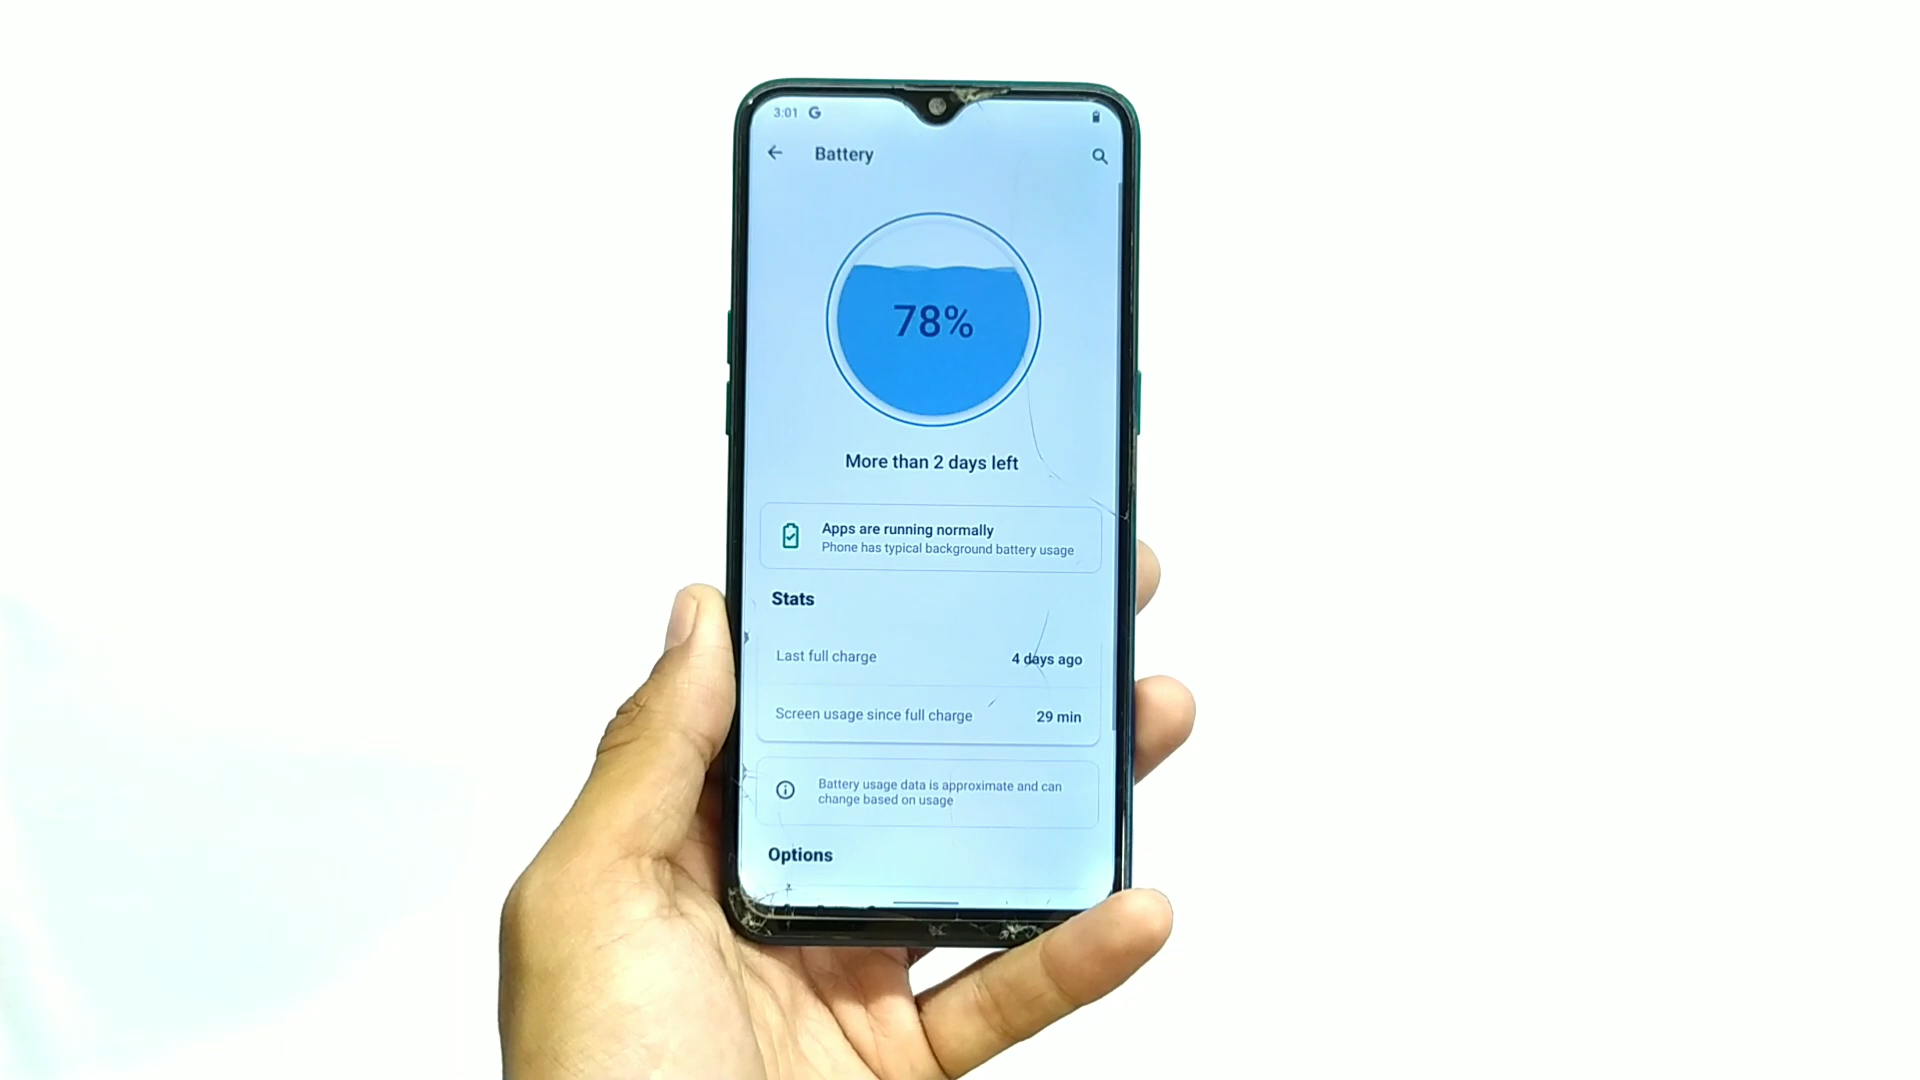 3:01 G
Battery
78%
More than 2 days left
Apps are running normally
Phone has typical background battery usage
Stats
Last full charge 4 days ago
Screen usage since full charge 29 min
Battery usage data is approximate and can
change based on usage
Options